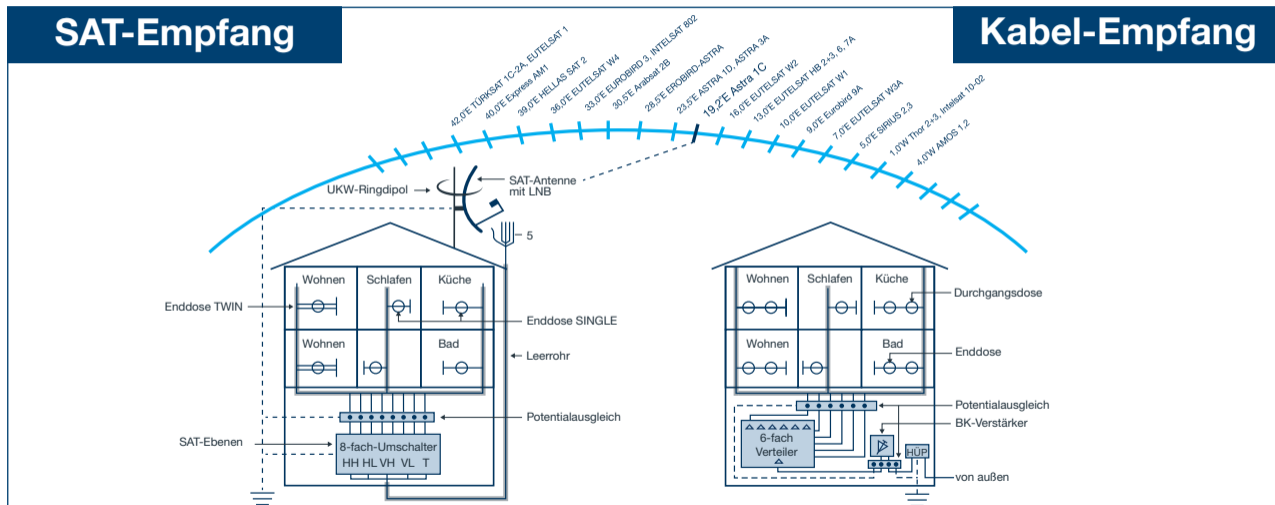 SAT-Empfang
Kabel-Empfang
42,0°E TÜRKSAT 1C-2A, EUTELSAT 1
40,0°E Express AM1
39,0°E HELLAS SAT 2
36,0°E EUTELSAT W4
33,0°E EUROBIRD 3, INTELSAT 802
30,5°E Arabsat 2B
28,5°E EROBIRD-ASTRA
23,5°E ASTRA 1D, ASTRA 3A
19,2°E Astra 1C
16,0°E EUTELSAT W2
13,0°E EUTELSAT HB 2+3, 6, 7A
10,0°E EUTELSAT W1
9,0°E Eurobird 9A
7,0°E EUTELSAT W3A
5,0°E SIRIUS 2,3
1,0°W Thor 2+3, Intelsat 10-02
4,0°W AMOS 1,2
UKW-Ringdipol
SAT-Antenne
mit LNB
5
Wohnen
Schlafen
Küche
Enddose TWIN
Enddose SINGLE
Wohnen
Bad
Leerrohr
Potentialausgleich
SAT-Ebenen
8-fach-Umschalter
HH HL VH VL T
Wohnen
Schlafen
Küche
Durchgangsdose
Wohnen
Bad
Enddose
Potentialausgleich
BK-Verstärker
6-fach
Verteiler
HÜP
von außen